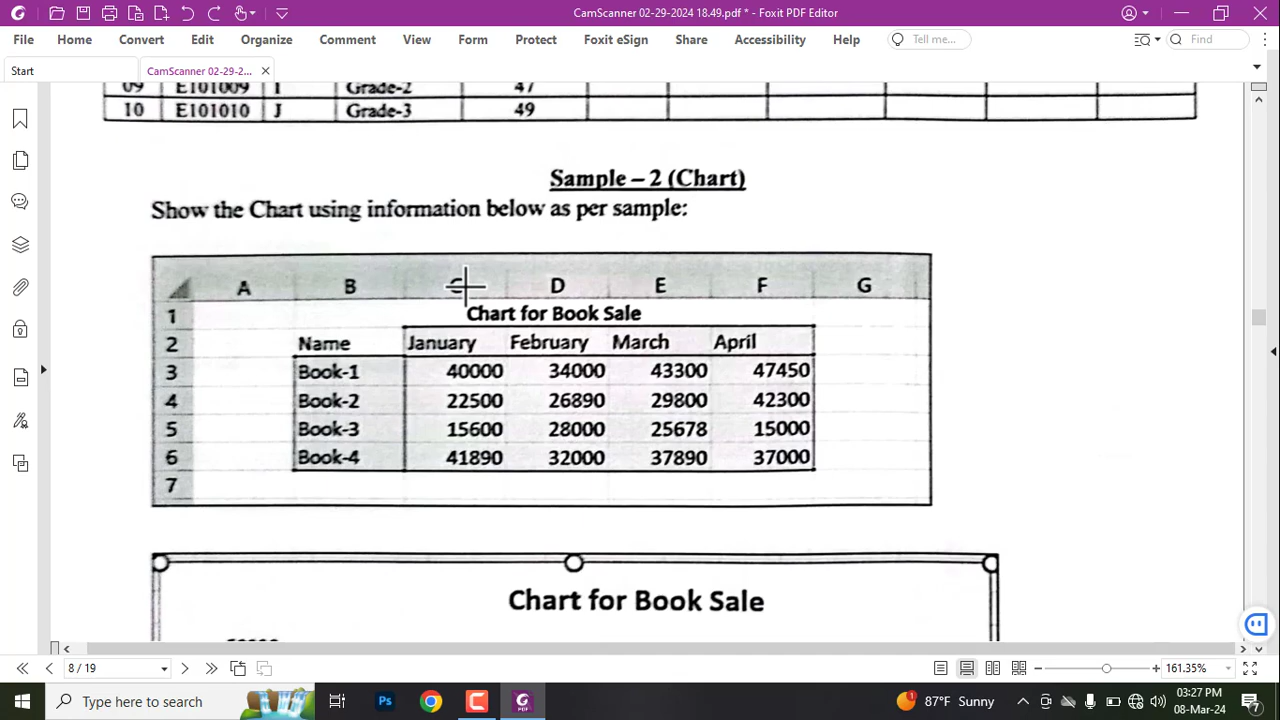 CamScanner 02-29-2024 18.49.pdf * - Foxit PDF Editor
File Home Convert Edit Organize Comment View Form Protect Foxit eSign Share Accessibility Help Tell me... Find
Start CamScanner 02-29-2...
09 E101009 I Grade-2 47
10 E101010 J Grade-3 49
Sample – 2 (Chart)
Show the Chart using information below as per sample:
A B C D E F G
1 Chart for Book Sale
2 Name January February March April
3 Book-1 40000 34000 43300 47450
4 Book-2 22500 26890 29800 42300
5 Book-3 15600 28000 25678 15000
6 Book-4 41890 32000 37890 37000
7
Chart for Book Sale
8 / 19 161.35%
Type here to search Ps PDF 1 87°F Sunny 03:27 PM
08-Mar-24 7